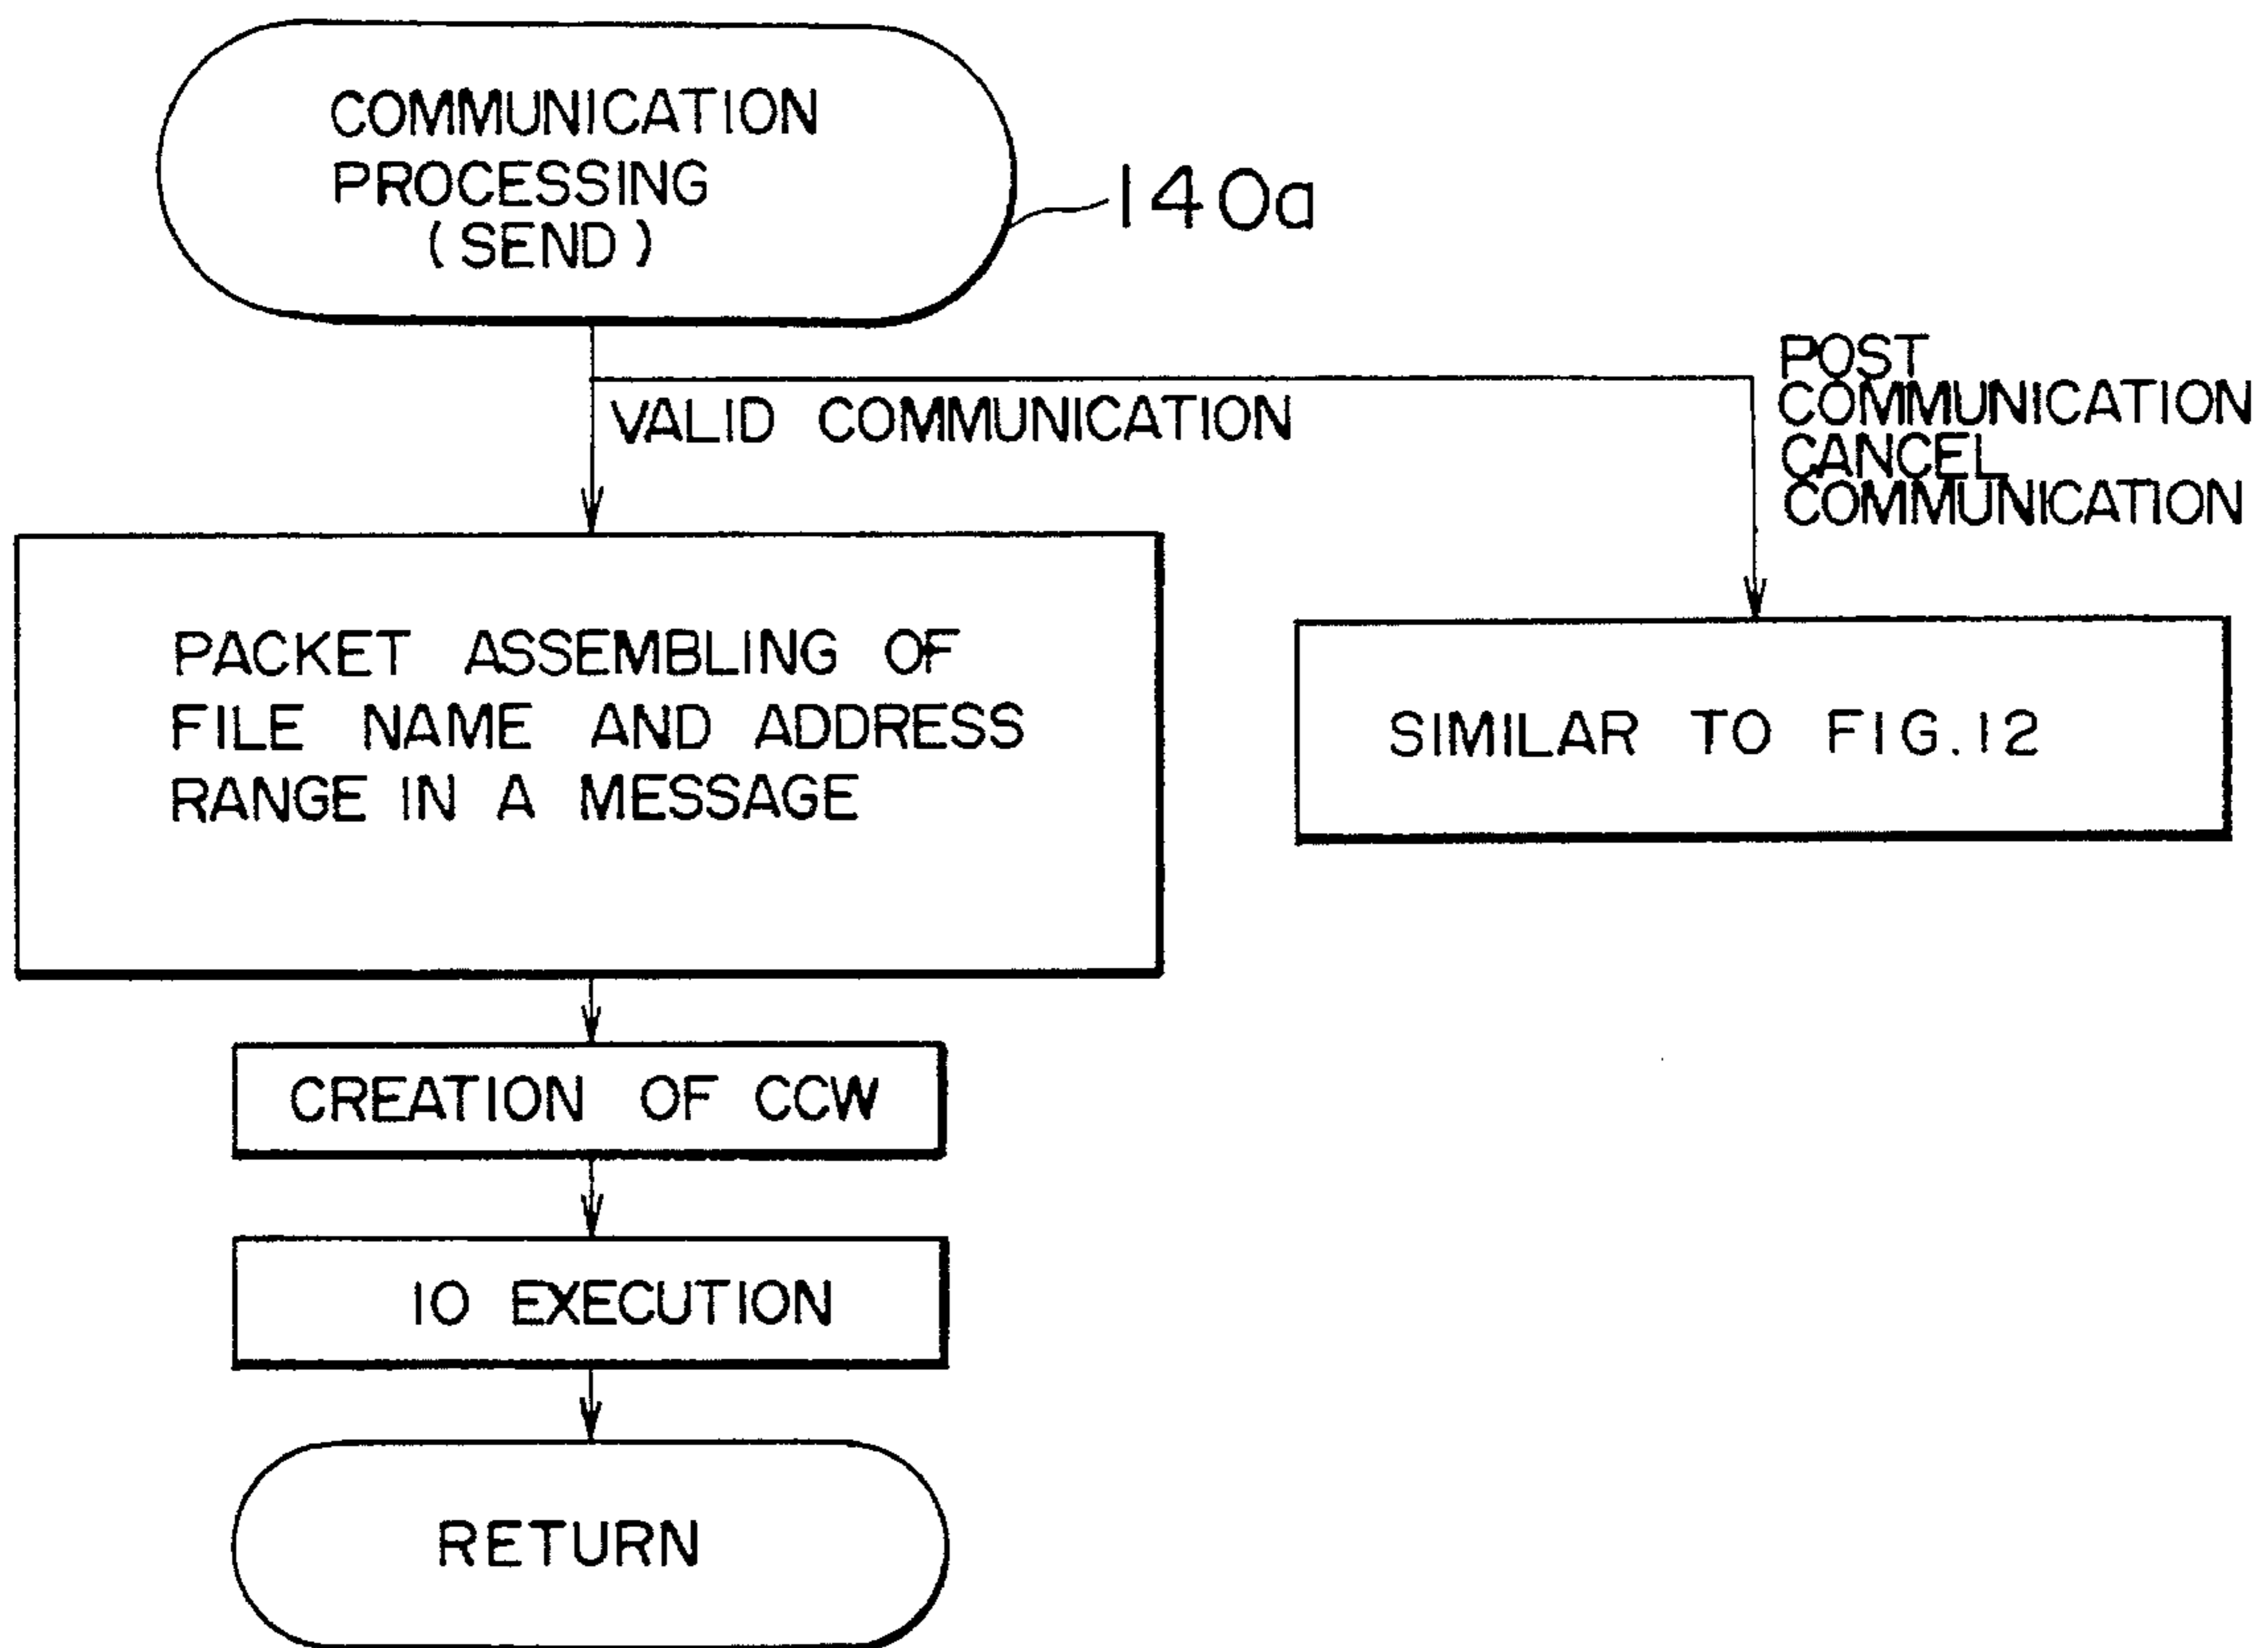 COMMUNICATION
PROCESSING
(SEND)
140a
VALID COMMUNICATION
POST
COMMUNICATION
CANCEL
COMMUNICATION
PACKET ASSEMBLING OF
FILE NAME AND ADDRESS
RANGE IN A MESSAGE
SIMILAR TO FIG.12
CREATION OF CCW
IO EXECUTION
RETURN